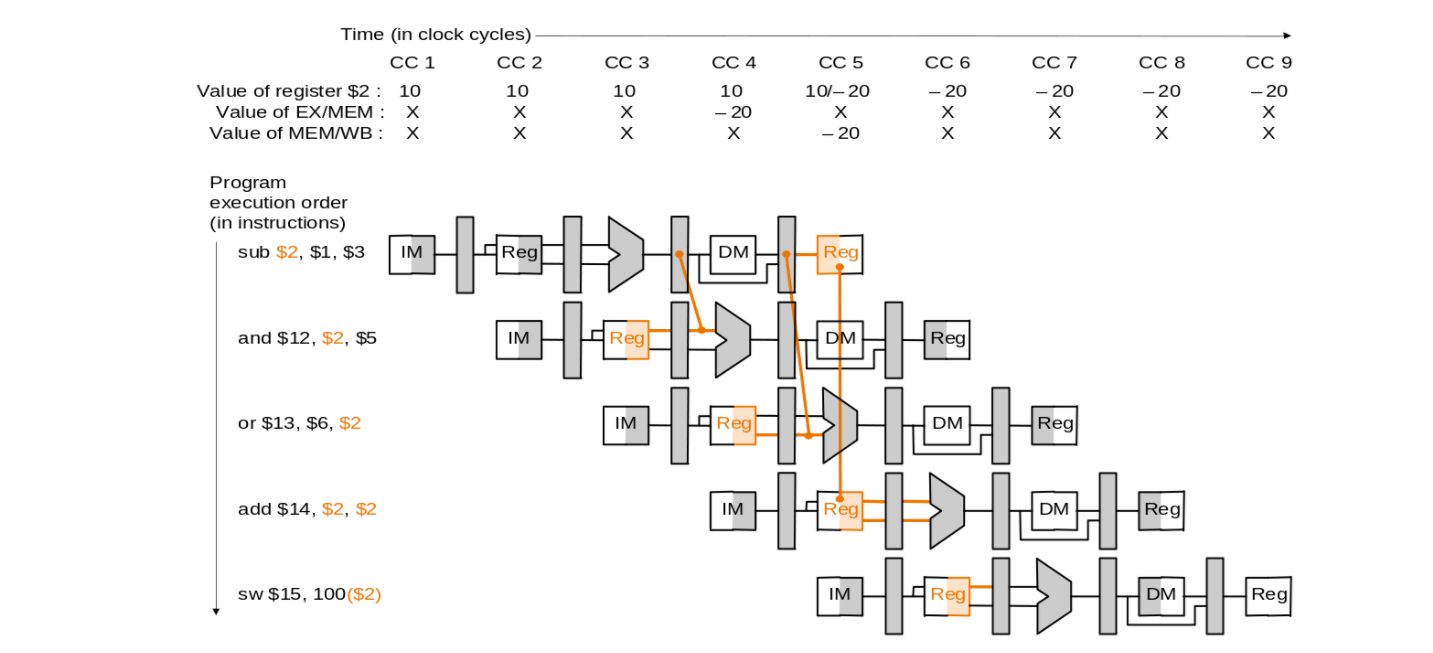 Time (in clock cycles)
CC 1 CC 2 CC 3 CC 4 CC 5 CC 6 CC 7 CC 8 CC 9
Value of register $2 : 10 10 10 10 10/– 20 – 20 – 20 – 20 – 20
Value of EX/MEM : X X X – 20 X X X X X
Value of MEM/WB : X X X X – 20 X X X X
Program
execution order
(in instructions)
sub $2, $1, $3 IM Reg DM Reg
and $12, $2, $5 IM Reg DM Reg
or $13, $6, $2 IM Reg DM Reg
add $14, $2, $2 IM Reg DM Reg
sw $15, 100($2) IM Reg DM Reg